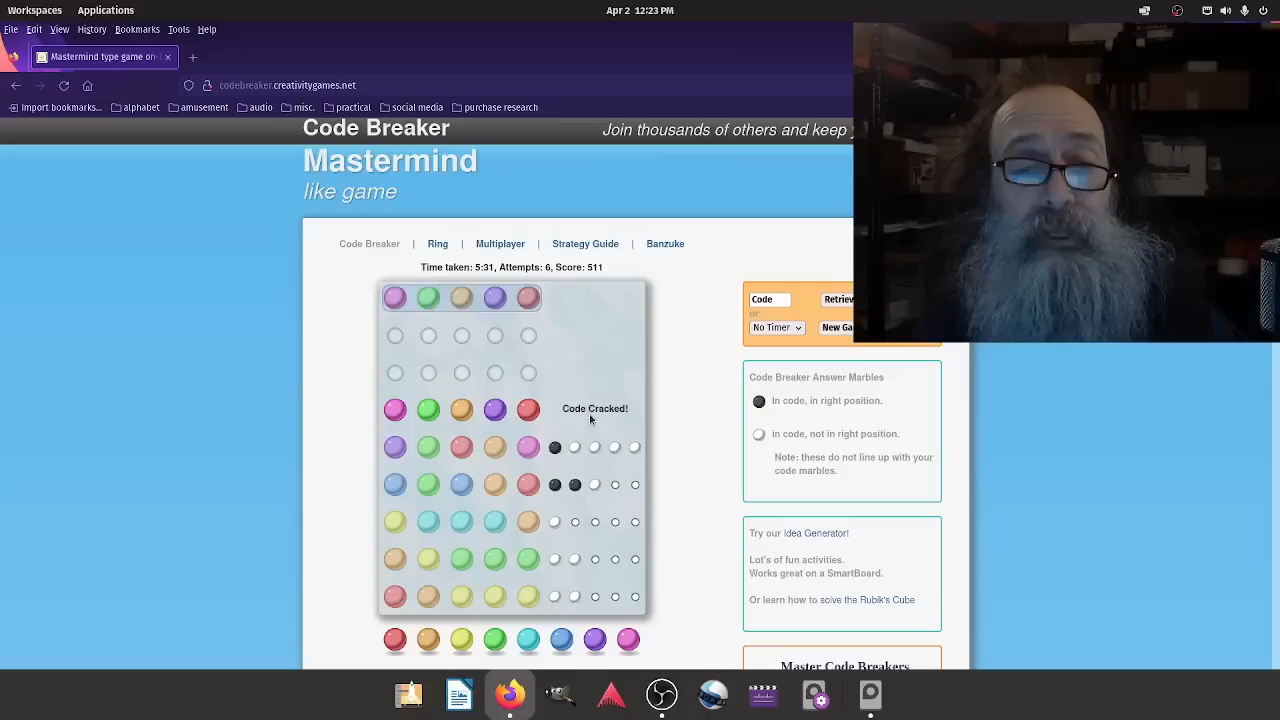 Workspaces Applications Apr 2 12:23 PM
File Edit View History Bookmarks Tools Help
Mastermind type game on
codebreaker.creativitygames.net
Import bookmarks... alphabet amusement audio misc. practical social media purchase research
Code Breaker Join thousands of others and keep
Mastermind
like game
Code Breaker | Ring | Multiplayer | Strategy Guide | Banzuke
Time taken: 5:31, Attempts: 6, Score: 511
Code Cracked!
Code
or
No Timer
Code Breaker Answer Marbles
In code, in right position.
in code, not in right position.
Note: these do not line up with your
code marbles.
Try our Idea Generator!
Lot's of fun activities.
Works great on a SmartBoard.
Or learn how to solve the Rubik's Cube
Master Code Breakers